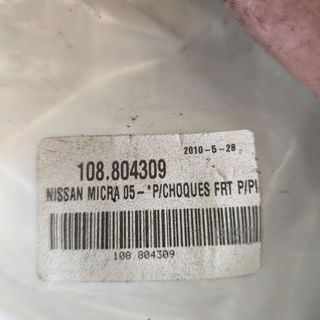 2010-5-28
108.804309
NISSAN MICRA 05-*P/CHOQUES FRT P/PI
108 804309